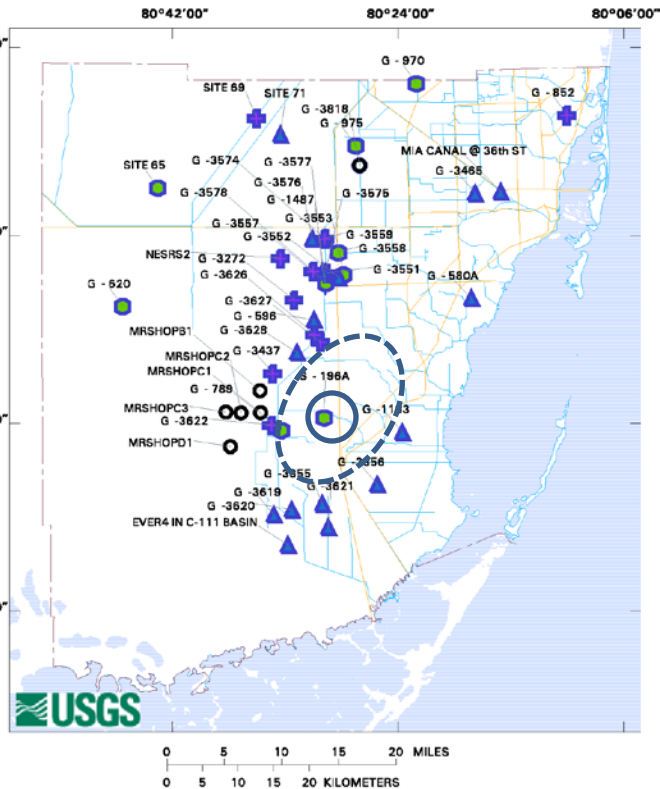 80°42'00" 80°24'00" 80°06'00"
G - 970
SITE 69
SITE 71
G - 852
G -3818
G - 975
MIA CANAL @ 36th ST
G -3574
G -3577
SITE 65
G -3465
G -3576
G -3578
G -3575
G -1487
G -3553
G -3557
G -3552
G -3559
G -3558
NESRS2
G -3272
G -3551
G -3626
G - 580A
G - 620
G -3627
G - 596
MRSHOPB1
G -3628
MRSHOPC2
G -3437
MRSHOPC1
G - 196A
G - 789
MRSHOPC3
G -3622
MRSHOPD1
G -3355
G -3356
G -3621
G -3619
G -3620
EVER4 IN C-111 BASIN
USGS
0 5 10 15 20 MILES
0 5 10 15 20 KILOMETERS